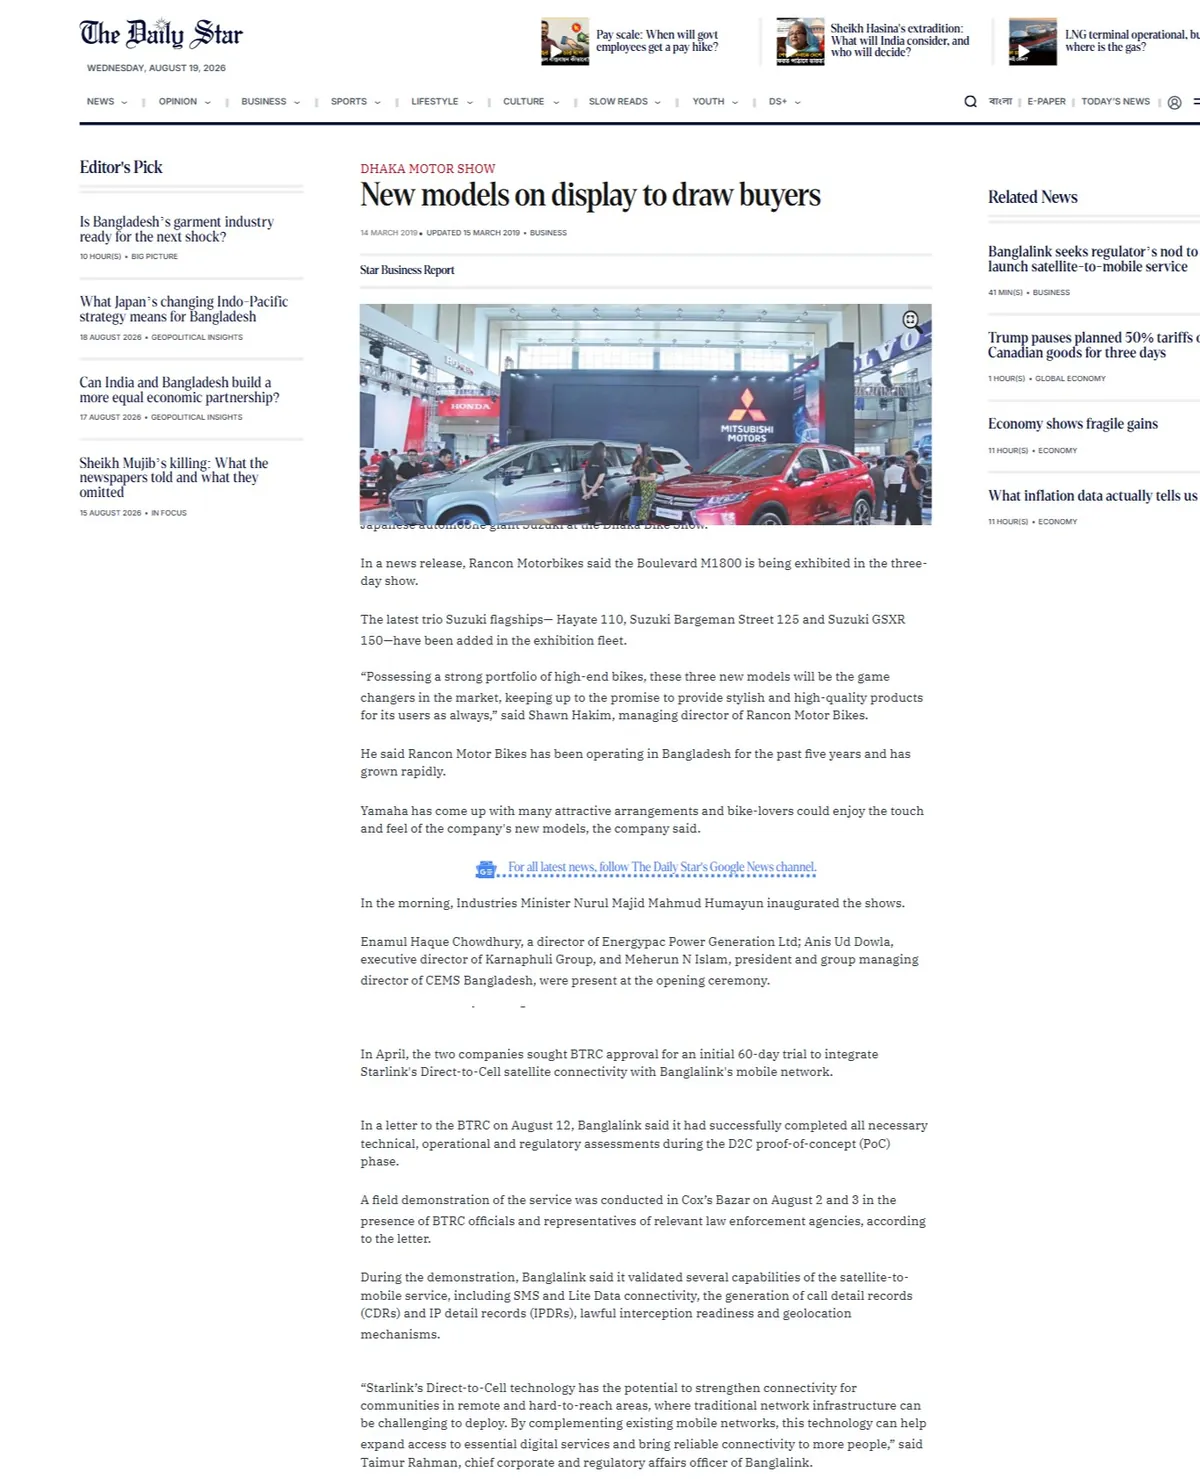 The Daily Star
WEDNESDAY, AUGUST 19, 2026
Pay scale: When will govt
employees get a pay hike?
Sheikh Hasina's extradition:
What will India consider, and
who will decide?
LNG terminal operational, bu
where is the gas?
NEWS
OPINION
BUSINESS
SPORTS
LIFESTYLE
CULTURE
SLOW READS
YOUTH
DS+
বাংলা
E-PAPER
TODAY'S NEWS
Editor's Pick
Is Bangladesh's garment industry
ready for the next shock?
10 HOUR(S) • BIG PICTURE
What Japan's changing Indo-Pacific
strategy means for Bangladesh
18 AUGUST 2026 • GEOPOLITICAL INSIGHTS
Can India and Bangladesh build a
more equal economic partnership?
17 AUGUST 2026 • GEOPOLITICAL INSIGHTS
Sheikh Mujib's killing: What the
newspapers told and what they
omitted
15 AUGUST 2026 • IN FOCUS
DHAKA MOTOR SHOW
New models on display to draw buyers
14 MARCH 2019 • UPDATED 15 MARCH 2019 • BUSINESS
Star Business Report
HONDA
HONDA
MITSUBISHI
MOTORS
VOLVO
Japanese automobile giant Suzuki at the Dhaka Bike Show.
In a news release, Rancon Motorbikes said the Boulevard M1800 is being exhibited in the three-
day show.
The latest trio Suzuki flagships— Hayate 110, Suzuki Bargeman Street 125 and Suzuki GSXR
150—have been added in the exhibition fleet.
“Possessing a strong portfolio of high-end bikes, these three new models will be the game
changers in the market, keeping up to the promise to provide stylish and high-quality products
for its users as always,” said Shawn Hakim, managing director of Rancon Motor Bikes.
He said Rancon Motor Bikes has been operating in Bangladesh for the past five years and has
grown rapidly.
Yamaha has come up with many attractive arrangements and bike-lovers could enjoy the touch
and feel of the company's new models, the company said.
For all latest news, follow The Daily Star's Google News channel.
In the morning, Industries Minister Nurul Majid Mahmud Humayun inaugurated the shows.
Enamul Haque Chowdhury, a director of Energypac Power Generation Ltd; Anis Ud Dowla,
executive director of Karnaphuli Group, and Meherun N Islam, president and group managing
director of CEMS Bangladesh, were present at the opening ceremony.
In April, the two companies sought BTRC approval for an initial 60-day trial to integrate
Starlink's Direct-to-Cell satellite connectivity with Banglalink's mobile network.
In a letter to the BTRC on August 12, Banglalink said it had successfully completed all necessary
technical, operational and regulatory assessments during the D2C proof-of-concept (PoC)
phase.
A field demonstration of the service was conducted in Cox’s Bazar on August 2 and 3 in the
presence of BTRC officials and representatives of relevant law enforcement agencies, according
to the letter.
During the demonstration, Banglalink said it validated several capabilities of the satellite-to-
mobile service, including SMS and Lite Data connectivity, the generation of call detail records
(CDRs) and IP detail records (IPDRs), lawful interception readiness and geolocation
mechanisms.
“Starlink’s Direct-to-Cell technology has the potential to strengthen connectivity for
communities in remote and hard-to-reach areas, where traditional network infrastructure can
be challenging to deploy. By complementing existing mobile networks, this technology can help
expand access to essential digital services and bring reliable connectivity to more people,” said
Taimur Rahman, chief corporate and regulatory affairs officer of Banglalink.
Related News
Banglalink seeks regulator's nod to
launch satellite-to-mobile service
41 MIN(S) • BUSINESS
Trump pauses planned 50% tariffs o
Canadian goods for three days
1 HOUR(S) • GLOBAL ECONOMY
Economy shows fragile gains
11 HOUR(S) • ECONOMY
What inflation data actually tells us
11 HOUR(S) • ECONOMY